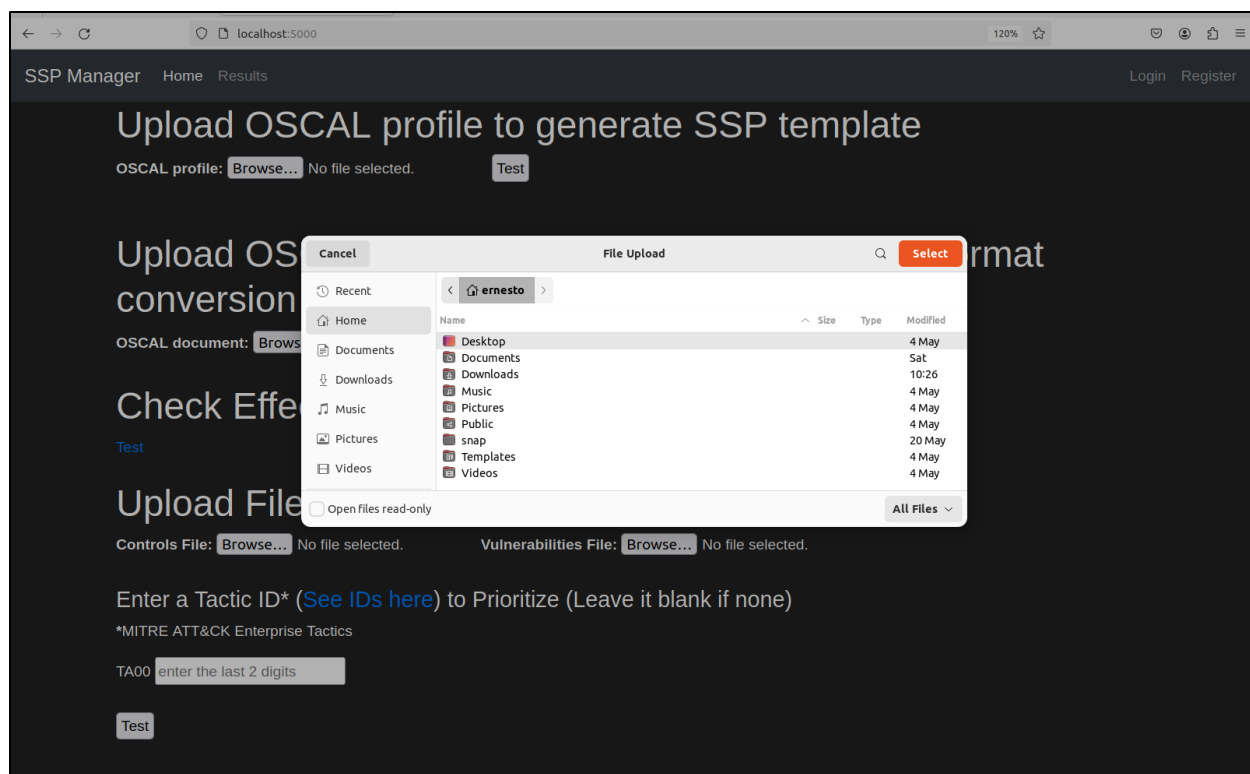 localhost:5000 120%
SSP Manager Home Results Login Register
Upload OSCAL profile to generate SSP template
OSCAL profile: Browse... No file selected. Test
Upload OS rmat
conversion
OSCAL document: Brows
Check Effe
Test
Upload File
Cancel File Upload Select
Recent
Home
Documents
Downloads
Music
Pictures
Videos
ernesto
Name Size Type Modified
Desktop 4 May
Documents Sat
Downloads 10:26
Music 4 May
Pictures 4 May
Public 4 May
snap 20 May
Templates 4 May
Videos 4 May
Open files read-only All Files
Controls File: Browse... No file selected. Vulnerabilities File: Browse... No file selected.
Enter a Tactic ID* (See IDs here) to Prioritize (Leave it blank if none)
*MITRE ATT&CK Enterprise Tactics
TA00 enter the last 2 digits
Test